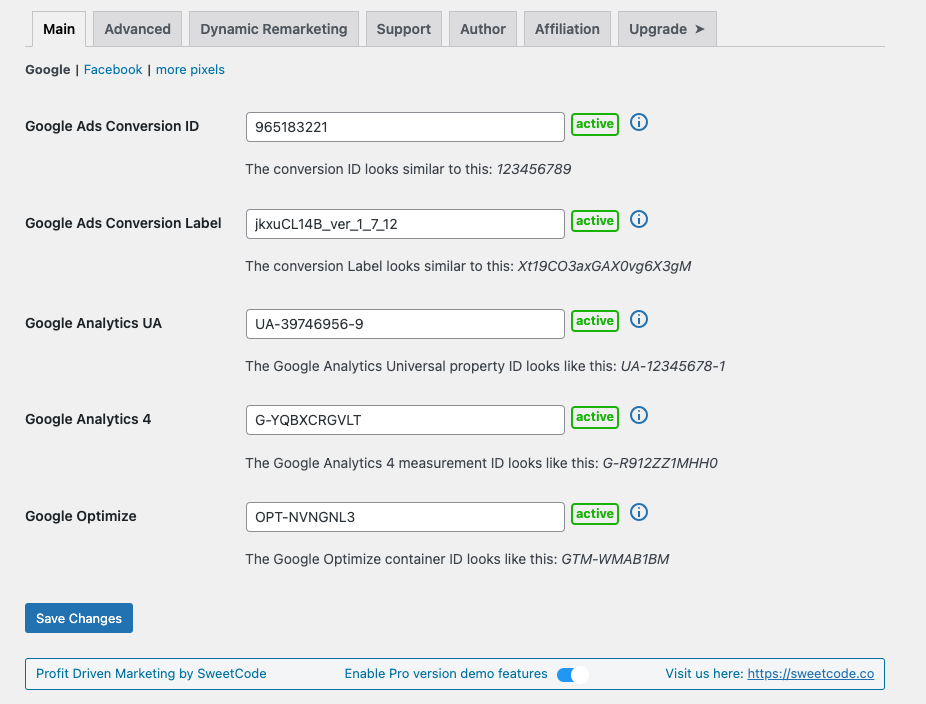 Main Advanced Dynamic Remarketing Support Author Affiliation Upgrade ➤
Google | Facebook | more pixels
Google Ads Conversion ID 965183221 active
The conversion ID looks similar to this: 123456789
Google Ads Conversion Label jkxuCL14B_ver_1_7_12 active
The conversion Label looks similar to this: Xt19CO3axGAX0vg6X3gM
Google Analytics UA UA-39746956-9 active
The Google Analytics Universal property ID looks like this: UA-12345678-1
Google Analytics 4 G-YQBXCRGVLT active
The Google Analytics 4 measurement ID looks like this: G-R912ZZ1MHH0
Google Optimize OPT-NVNGNL3 active
The Google Optimize container ID looks like this: GTM-WMAB1BM
Save Changes
Profit Driven Marketing by SweetCode Enable Pro version demo features Visit us here: https://sweetcode.co